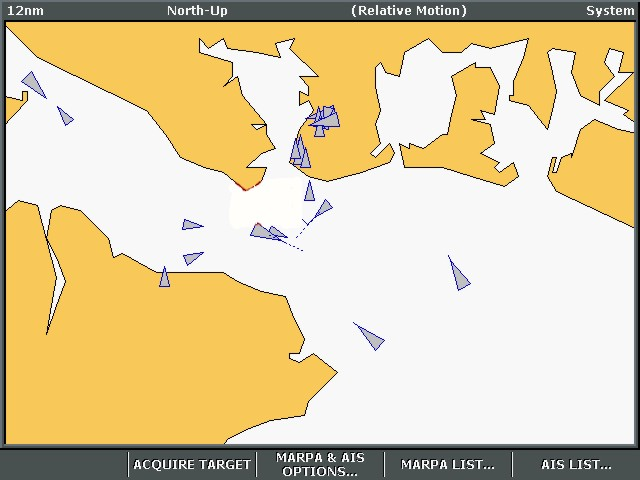 12nm North-Up (Relative Motion) System
ACQUIRE TARGET
MARPA & AIS
OPTIONS...
MARPA LIST...
AIS LIST...